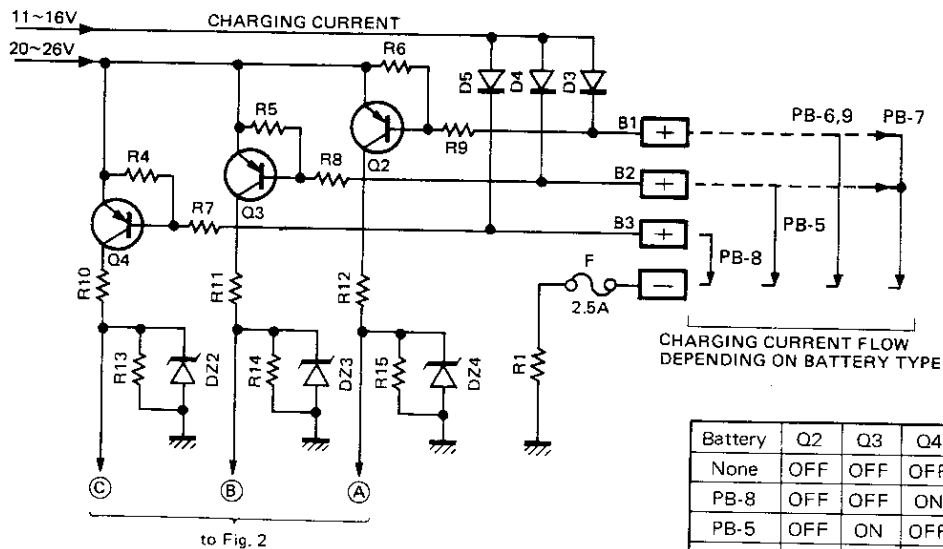 11~16V
CHARGING CURRENT
20~26V
R6
D5
D4
D3
R5
B1
+
PB-6,9
PB-7
R9
Q2
R4
R8
B2
+
Q3
PB-5
R7
B3
+
PB-8
Q4
F
R10
R11
R12
−
2.5A
CHARGING CURRENT FLOW
DEPENDING ON BATTERY TYPE
R1
R13
DZ2
R14
DZ3
R15
DZ4
Battery Q2 Q3 Q4
None OFF OFF OFF
PB-8 OFF OFF ON
PB-5 OFF ON OFF
C
B
A
to Fig. 2